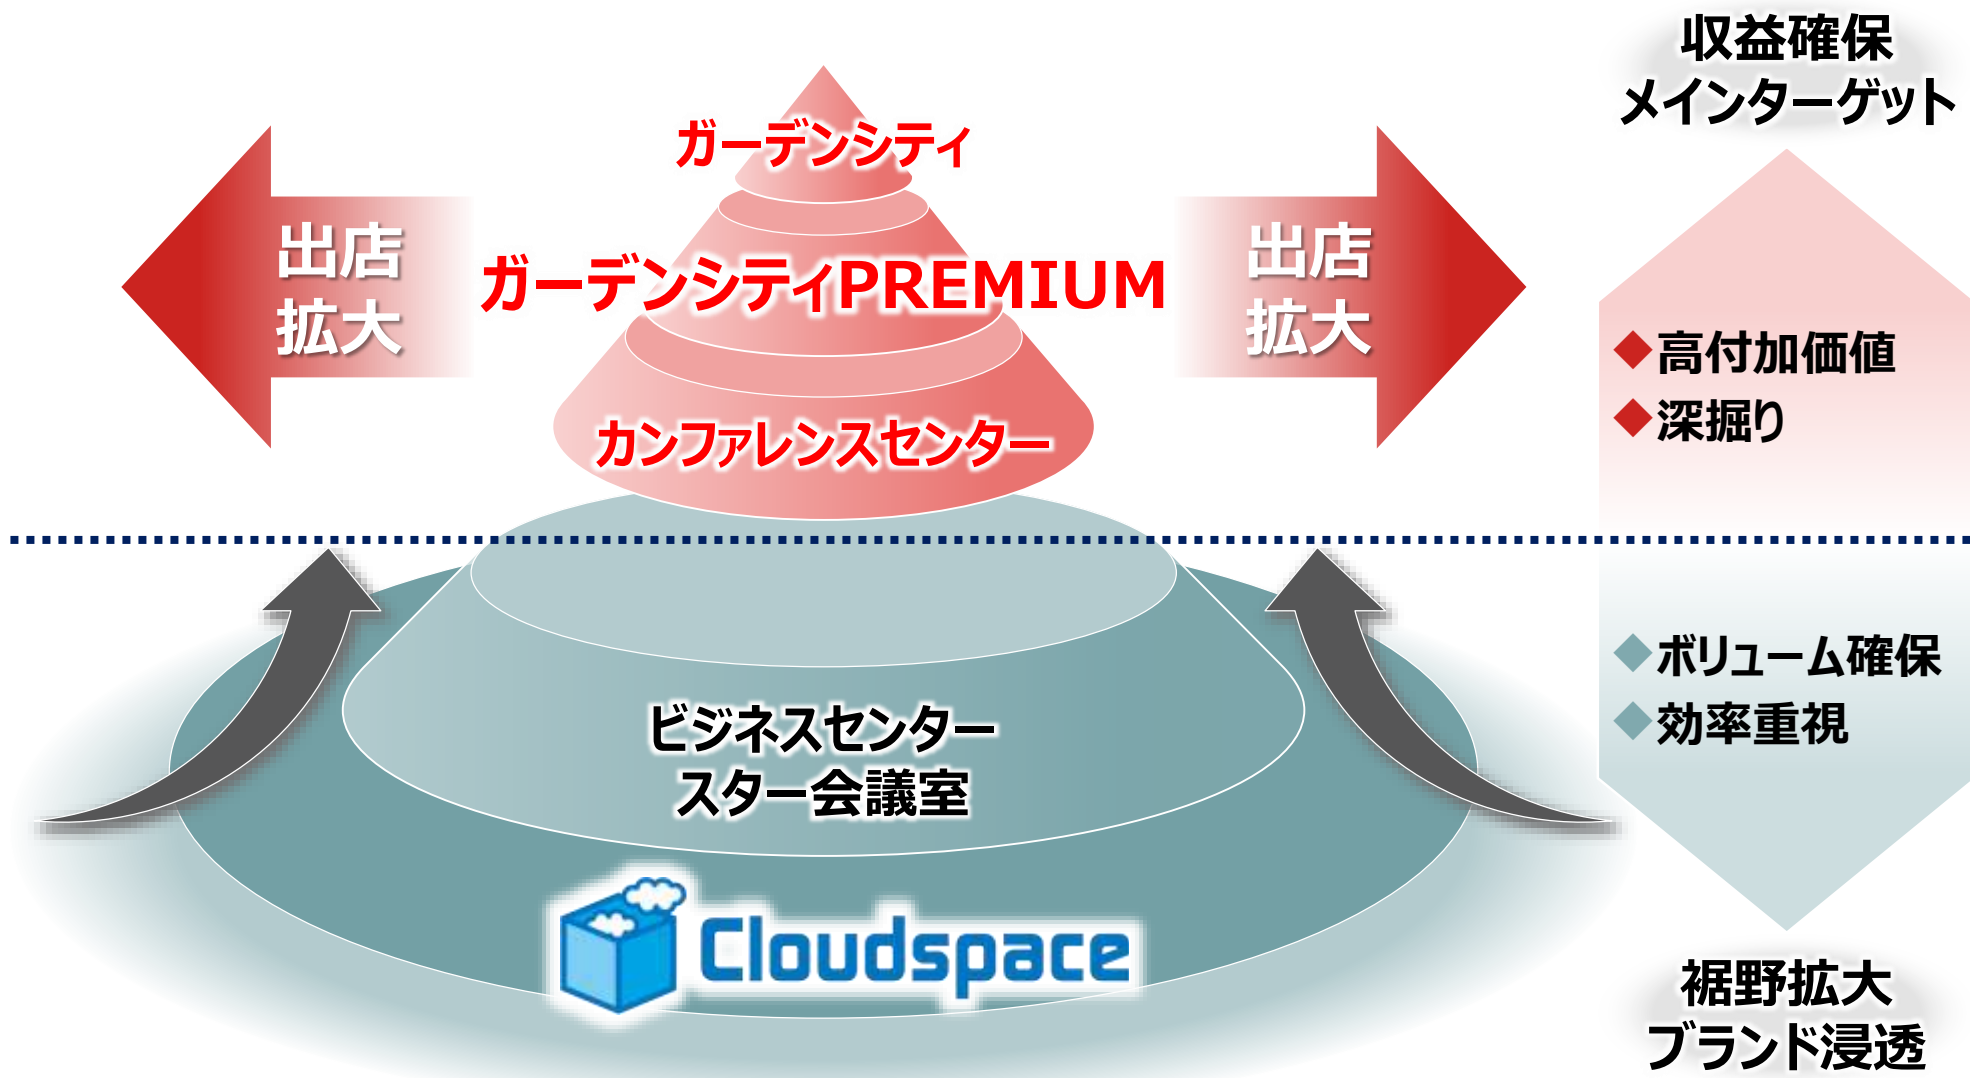 収益確保
メインターゲット
ガーデンシティ
出店
拡大
ガーデンシティPREMIUM
出店
拡大
◆高付加価値
◆深掘り
カンファレンスセンター
◆ボリューム確保
◆効率重視
ビジネスセンター
スター会議室
Cloudspace
裾野拡大
ブランド浸透